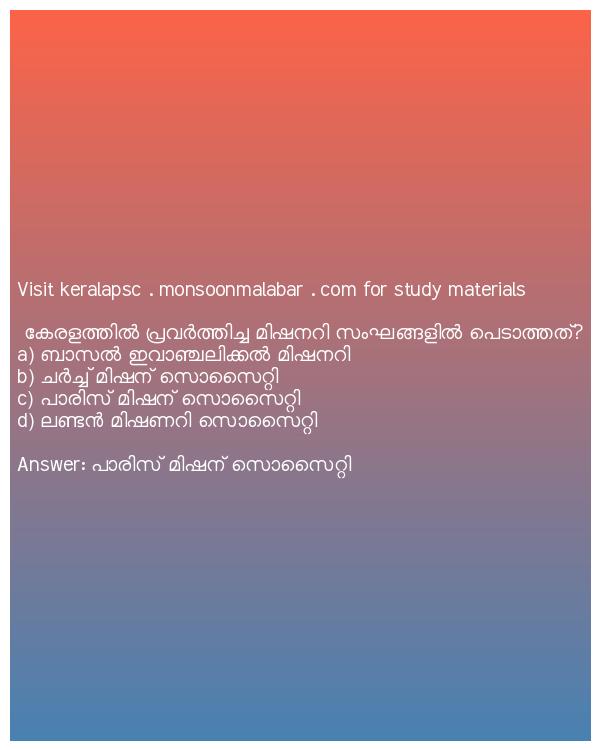 Visit keralapsc . monsoonmalabar . com for study materials
കേരളത്തിൽ പ്രവർത്തിച്ച മിഷനറി സംഘങ്ങളിൽ പെടാത്തത്?
a) ബാസൽ ഇവാഞ്ചലിക്കൽ മിഷനറി
b) ചർച്ച് മിഷന് സൊസൈറ്റി
c) പാരിസ് മിഷന് സൊസൈറ്റി
d) ലണ്ടൻ മിഷണറി സൊസൈറ്റി
Answer: പാരിസ് മിഷന് സൊസൈറ്റി